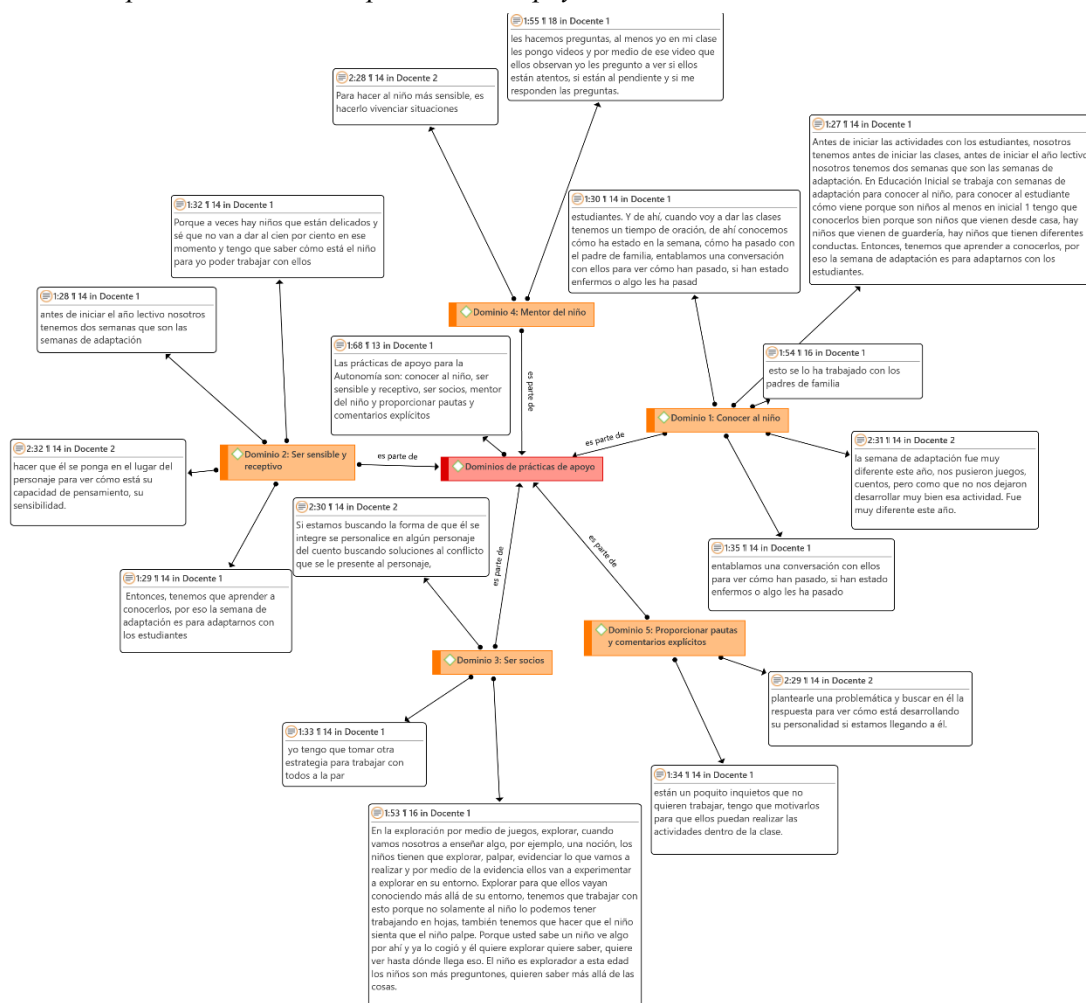 1:55 ¶ 18 in Docente 1
les hacemos preguntas, al menos yo en mi clase
les pongo videos y por medio de ese video que
ellos observan yo les pregunto a ver si ellos
están atentos, si están al pendiente y si me
responden las preguntas.
2:28 ¶ 14 in Docente 2
Para hacer al niño más sensible, es
hacerlo vivenciar situaciones
1:27 ¶ 14 in Docente 1
Antes de iniciar las actividades con los estudiantes, nosotros
tenemos antes de iniciar las clases, antes de iniciar el año lectivo
nosotros tenemos dos semanas que son las semanas de
adaptación. En Educación Inicial se trabaja con semanas de
adaptación para conocer al niño, para conocer al estudiante
cómo viene porque son niños al menos en inicial 1 tengo que
conocerlos bien porque son niños que vienen desde casa, hay
niños que vienen de guardería, hay niños que tienen diferentes
conductas. Entonces, tenemos que aprender a conocerlos, por
eso la semana de adaptación es para adaptarnos con los
estudiantes.
1:32 ¶ 14 in Docente 1
Porque a veces hay niños que están delicados y
sé que no van a dar al cien por ciento en ese
momento y tengo que saber cómo está el niño
para yo poder trabajar con ellos
1:30 ¶ 14 in Docente 1
estudiantes. Y de ahí, cuando voy a dar las clases
tenemos un tiempo de oración, de ahí conocemos
cómo ha estado en la semana, cómo ha pasado con
el padre de familia, entablamos una conversación
con ellos para ver cómo han pasado, si han estado
enfermos o algo les ha pasad
1:28 ¶ 14 in Docente 1
antes de iniciar el año lectivo nosotros
tenemos dos semanas que son las
semanas de adaptación
Dominio 4: Mentor del niño
1:68 ¶ 13 in Docente 1
Las prácticas de apoyo para la
Autonomía son: conocer al niño, ser
sensible y receptivo, ser socios, mentor
del niño y proporcionar pautas y
comentarios explícitos
es parte de
1:54 ¶ 16 in Docente 1
esto se lo ha trabajado con los
padres de familia
Dominio 1: Conocer al niño
es parte de
2:32 ¶ 14 in Docente 2
hacer que él se ponga en el lugar del
personaje para ver cómo está su
capacidad de pensamiento, su
sensibilidad.
Dominio 2: Ser sensible y
receptivo
es parte de
Dominios de prácticas de apoyo
2:31 ¶ 14 in Docente 2
la semana de adaptación fue muy
diferente este año, nos pusieron juegos,
cuentos, pero como que no nos dejaron
desarrollar muy bien esa actividad. Fue
muy diferente este año.
2:30 ¶ 14 in Docente 2
Si estamos buscando la forma de que él se
integre se personalice en algún personaje
del cuento buscando soluciones al conflicto
que se le presente al personaje,
es parte de
es parte de
1:35 ¶ 14 in Docente 1
entablamos una conversación con ellos
para ver cómo han pasado, si han estado
enfermos o algo les ha pasado
1:29 ¶ 14 in Docente 1
Entonces, tenemos que aprender a
conocerlos, por eso la semana de
adaptación es para adaptarnos con
los estudiantes
Dominio 5: Proporcionar pautas
y comentarios explícitos
Dominio 3: Ser socios
2:29 ¶ 14 in Docente 2
plantearle una problemática y buscar en él la
respuesta para ver cómo está desarrollando
su personalidad si estamos llegando a él.
1:33 ¶ 14 in Docente 1
yo tengo que tomar otra
estrategia para trabajar con
todos a la par
1:34 ¶ 14 in Docente 1
están un poquito inquietos que no
quieren trabajar, tengo que motivarlos
para que ellos puedan realizar las
actividades dentro de la clase.
1:53 ¶ 16 in Docente 1
En la exploración por medio de juegos, explorar, cuando
vamos nosotros a enseñar algo, por ejemplo, una noción, los
niños tienen que explorar, palpar, evidenciar lo que vamos a
realizar y por medio de la evidencia ellos van a experimentar
a explorar en su entorno. Explorar para que ellos vayan
conociendo más allá de su entorno, tenemos que trabajar con
esto porque no solamente al niño lo podemos tener
trabajando en hojas, también tenemos que hacer que el niño
sienta que el niño palpe. Porque usted sabe un niño ve algo
por ahí y ya lo cogió y él quiere explorar quiere saber, quiere
ver hasta dónde llega eso. El niño es explorador a esta edad
los niños son más preguntones, quieren saber más allá de las
cosas.